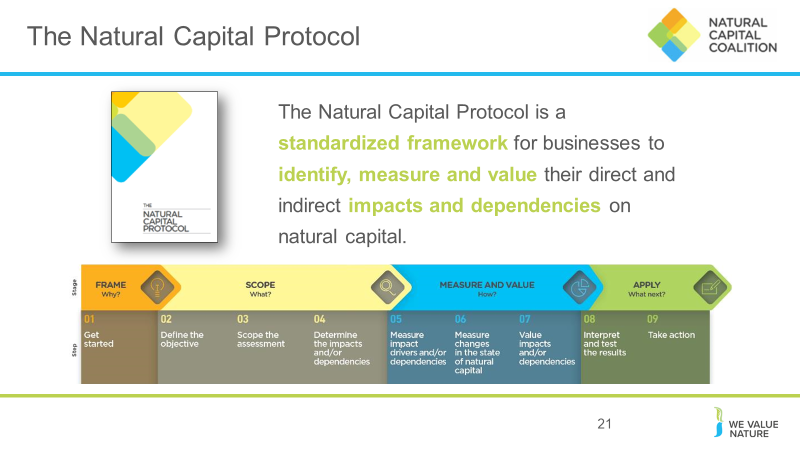 The Natural Capital Protocol
NATURAL
CAPITAL
COALITION
The Natural Capital Protocol is a
standardized framework for businesses to
identify, measure and value their direct and
indirect impacts and dependencies on
natural capital.
THE
NATURAL
CAPITAL
PROTOCOL
Stage
FRAME
Why?
SCOPE
What?
MEASURE AND VALUE
How?
APPLY
What next?
Step
01
Get
started
02
Define the
objective
03
Scope the
assessment
04
Determine
the impacts
and/or
dependencies
05
Measure
impact
drivers and/or
dependencies
06
Measure
changes
in the state
of natural
capital
07
Value
impacts
and/or
dependencies
08
Interpret
and test
the results
09
Take action
21
WE VALUE
NATURE